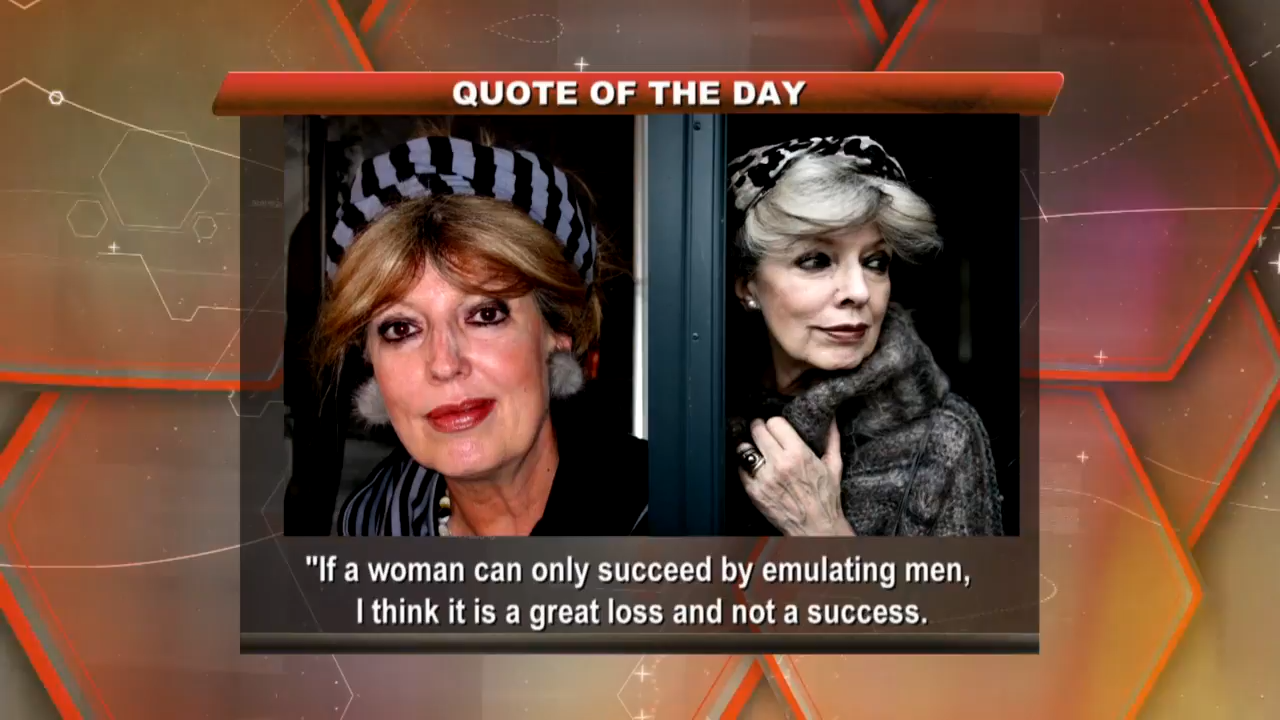 QUOTE OF THE DAY
"If a woman can only succeed by emulating men,
I think it is a great loss and not a success.